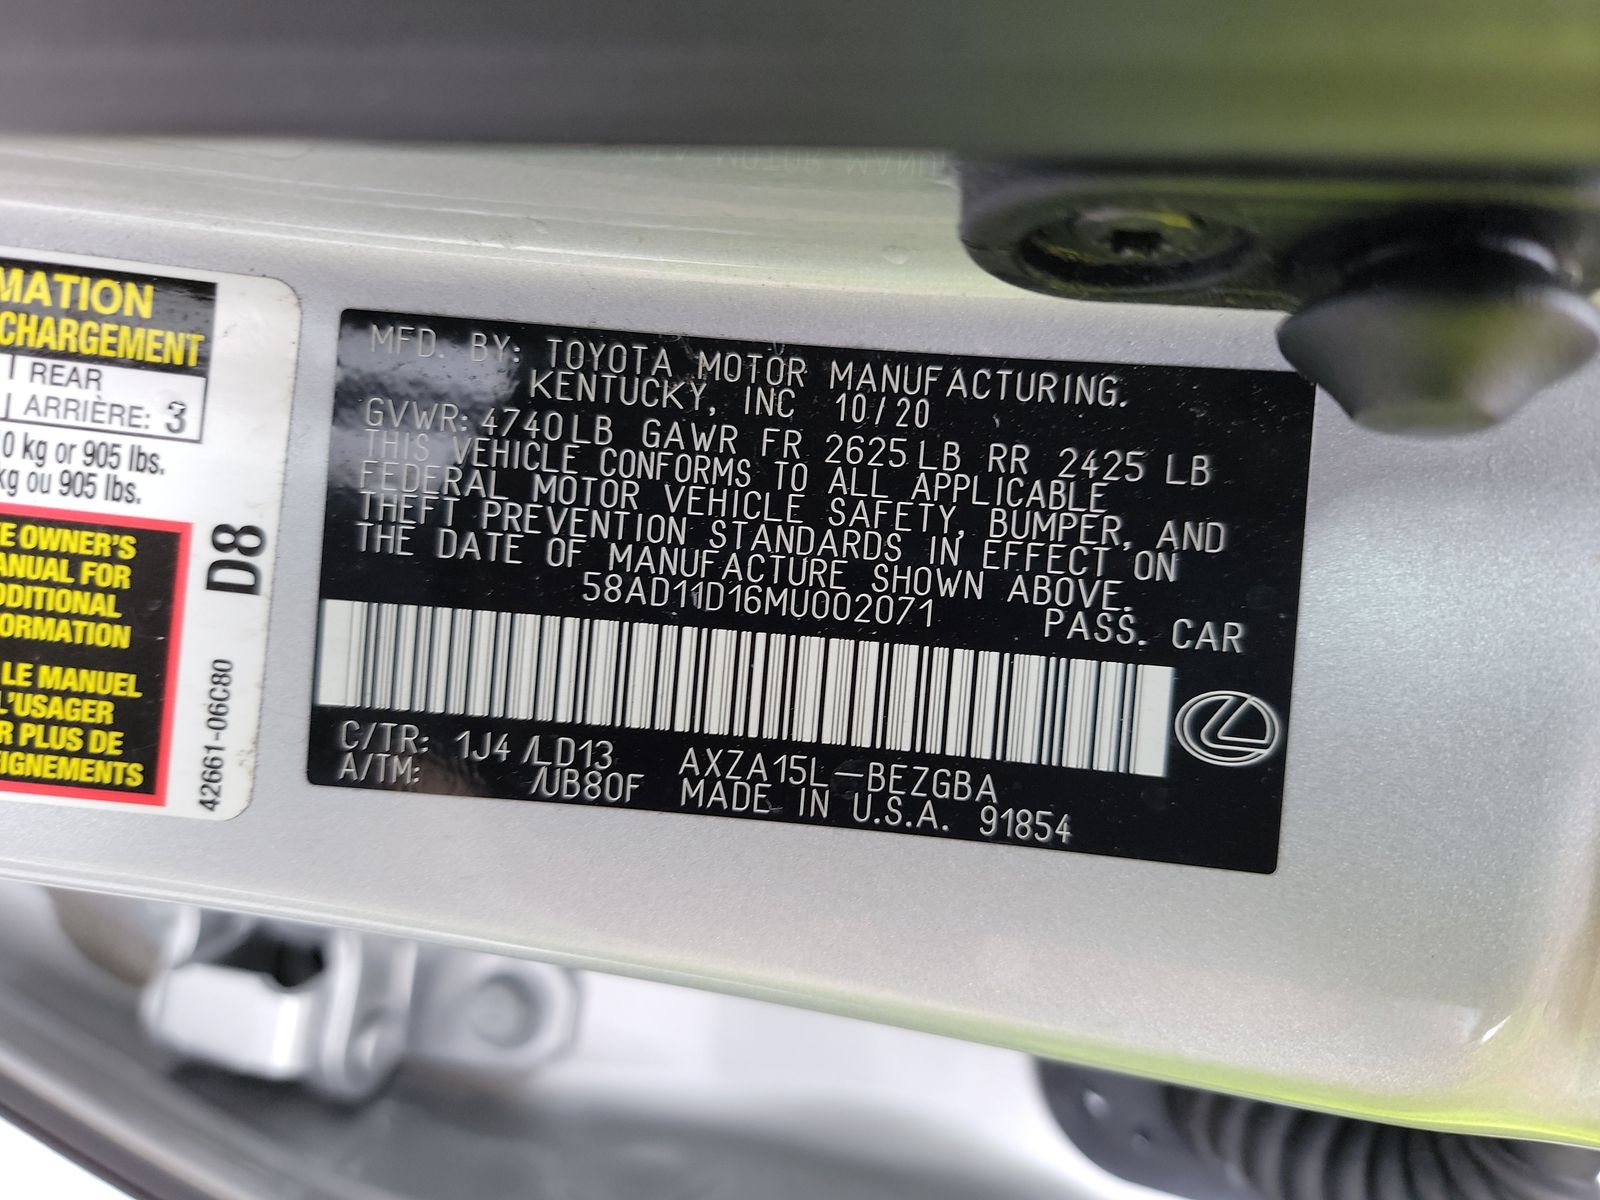 MATION
CHARGEMENT
REAR
ARRIÈRE: 3
0 kg or 905 lbs.
kg ou 905 lbs.
E OWNER'S
ANUAL FOR
DDITIONAL
ORMATION
LE MANUEL
L'USAGER
R PLUS DE
EIGNEMENTS
D8
42661-06C80
MFD. BY: TOYOTA MOTOR MANUFACTURING.
KENTUCKY, INC 10/20
GVWR: 4740LB GAWR FR 2625LB RR 2425 LB
THIS VEHICLE CONFORMS TO ALL APPLICABLE
FEDERAL MOTOR VEHICLE SAFETY, BUMPER, AND
THEFT PREVENTION STANDARDS IN EFFECT ON
THE DATE OF MANUFACTURE SHOWN ABOVE.
58AD11D16MU002071 PASS. CAR
C/TR: 1J4 /LD13 AXZA15L-BEZGBA
A/TM: /UB80F MADE IN U.S.A. 91854